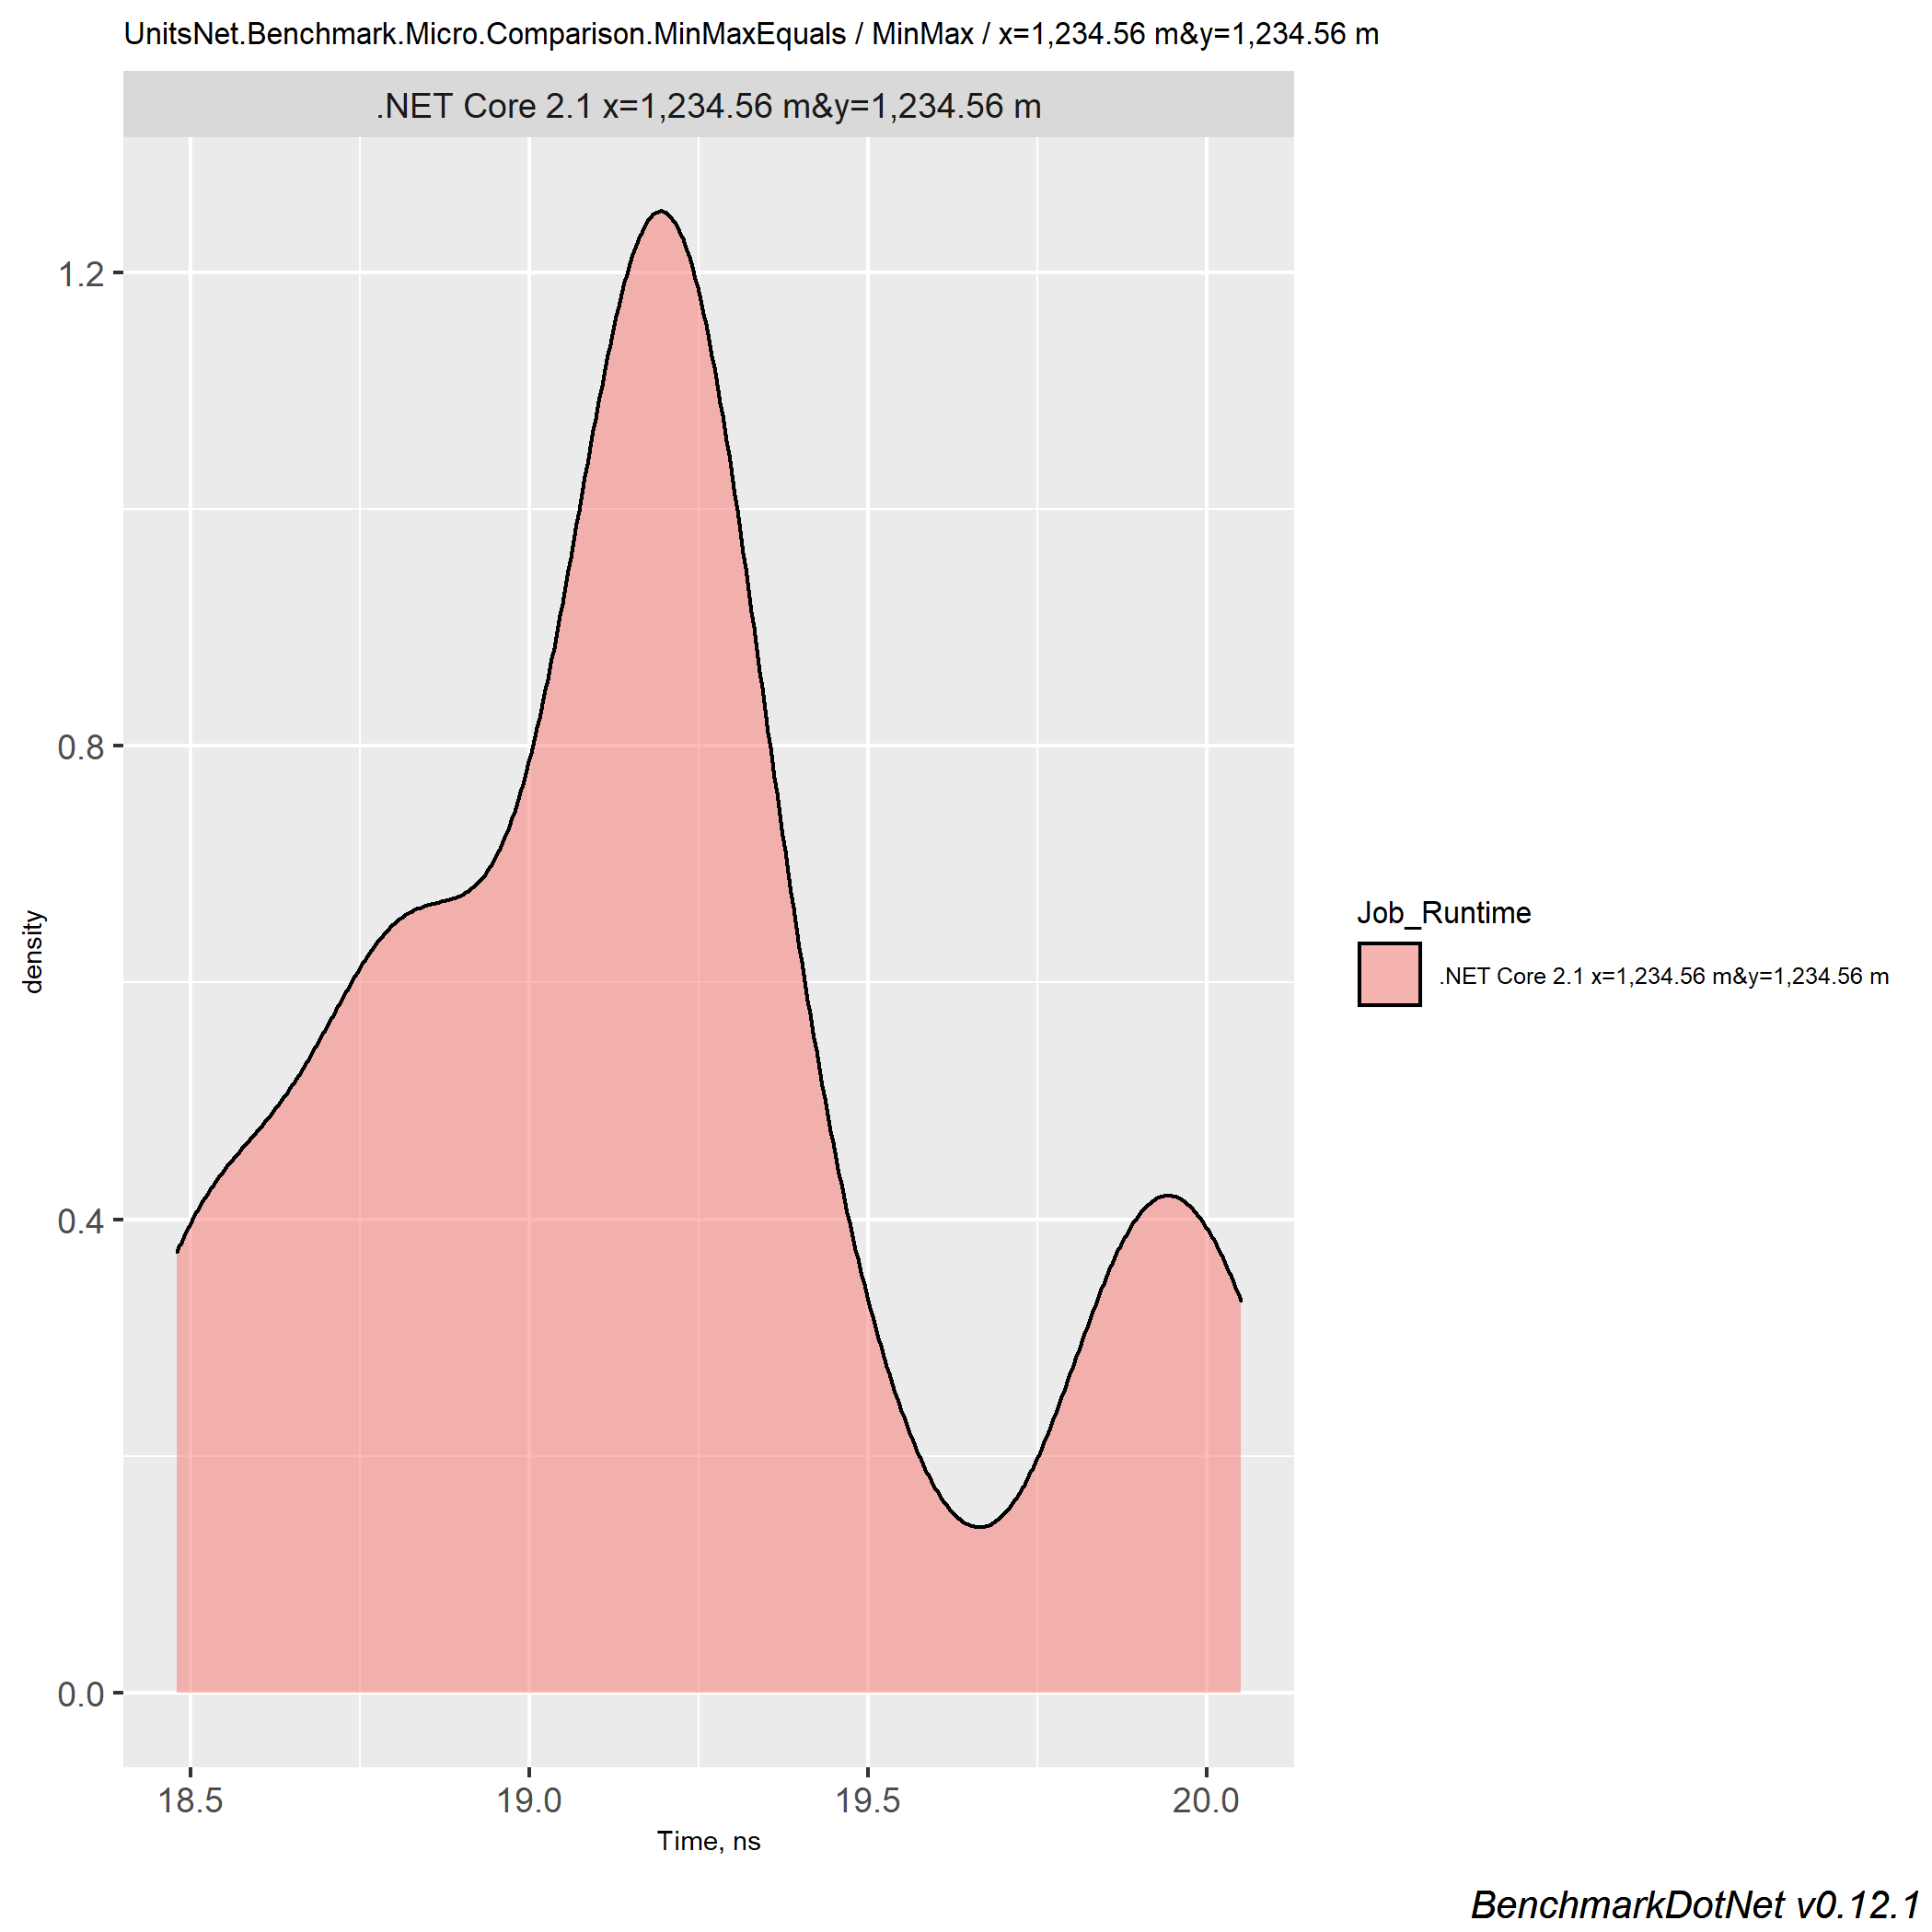 UnitsNet.Benchmark.Micro.Comparison.MinMaxEquals / MinMax / x=1,234.56 m&y=1,234.56 m
.NET Core 2.1 x=1,234.56 m&y=1,234.56 m
1.2
0.8
0.4
0.0
density
18.5 19.0 19.5 20.0
Time, ns
Job_Runtime
.NET Core 2.1 x=1,234.56 m&y=1,234.56 m
BenchmarkDotNet v0.12.1